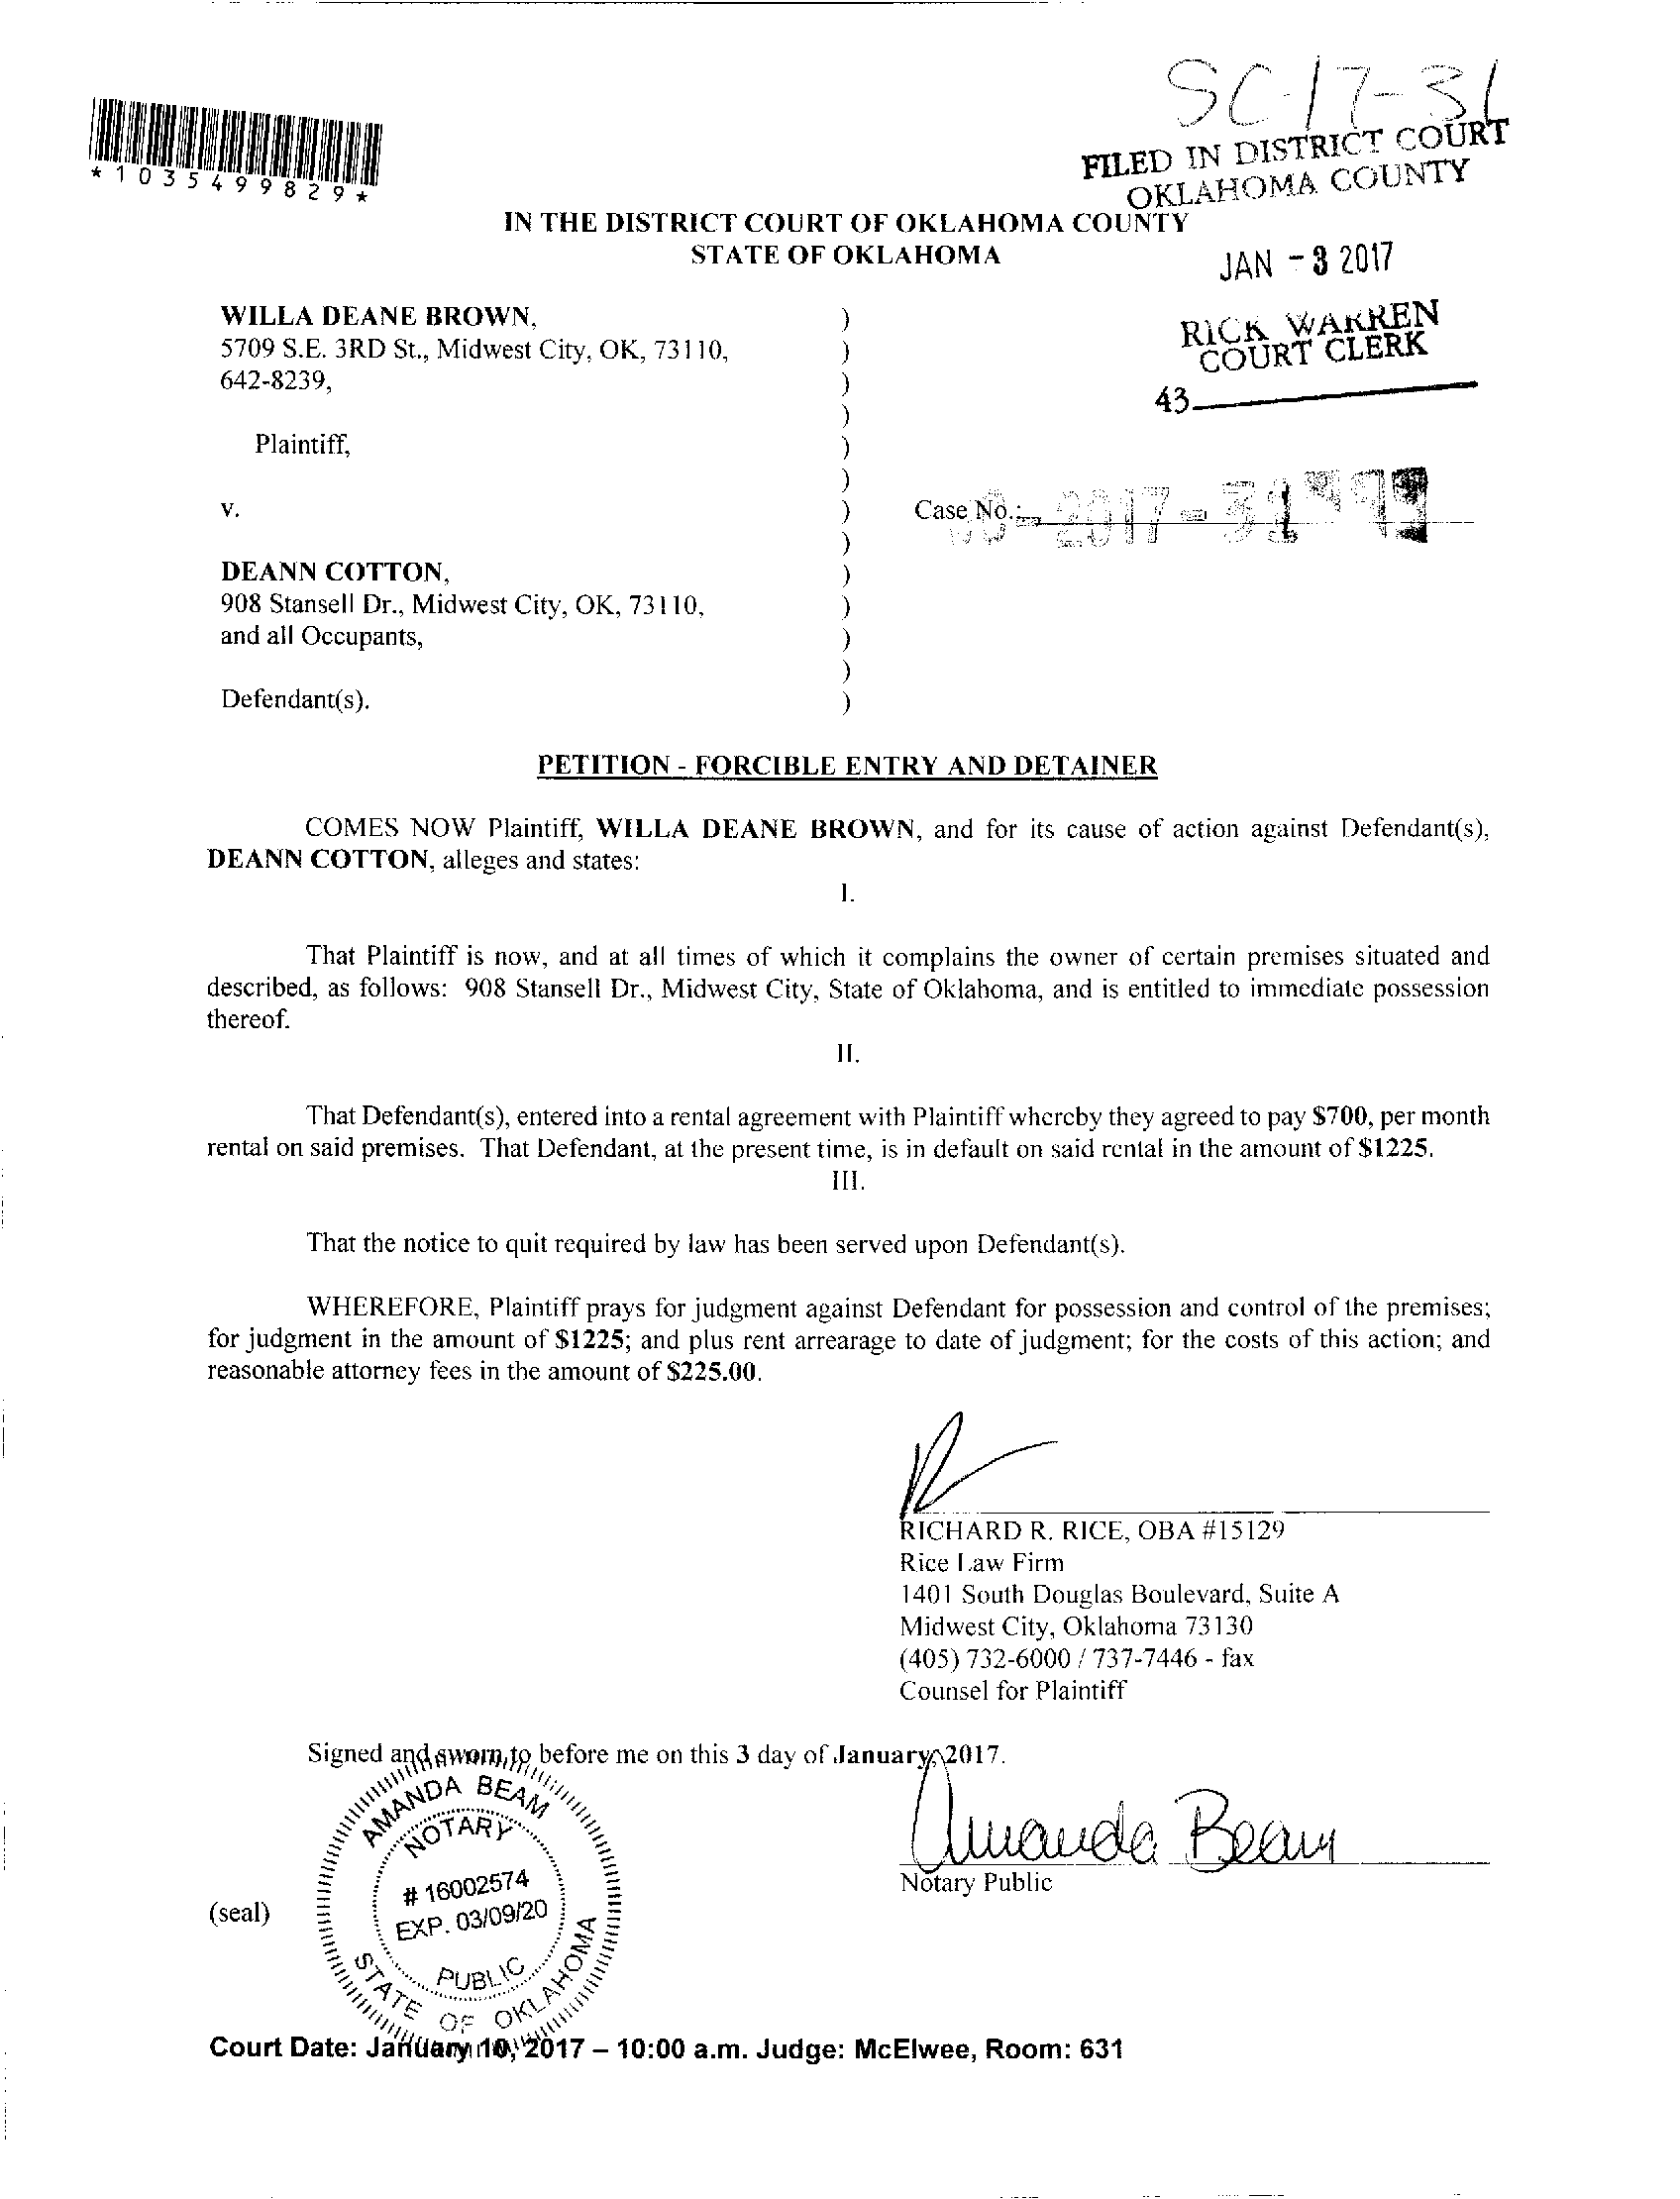 SC-17-31
*1035499829*
FILED IN DISTRICT COURT
OKLAHOMA COUNTY
IN THE DISTRICT COURT OF OKLAHOMA COUNTY
STATE OF OKLAHOMA
JAN - 3 2017
WILLA DEANE BROWN, )
5709 S.E. 3RD St., Midwest City, OK, 73110, )
642-8239, )
)
RICK WARREN
COURT CLERK
43
Plaintiff, )
)
v. )
Case No.: 2017-31
)
DEANN COTTON, )
908 Stansell Dr., Midwest City, OK, 73110, )
and all Occupants, )
)
Defendant(s). )
PETITION - FORCIBLE ENTRY AND DETAINER
COMES NOW Plaintiff, WILLA DEANE BROWN, and for its cause of action against Defendant(s),
DEANN COTTON, alleges and states:
I.
That Plaintiff is now, and at all times of which it complains the owner of certain premises situated and
described, as follows: 908 Stansell Dr., Midwest City, State of Oklahoma, and is entitled to immediate possession
thereof.
II.
That Defendant(s), entered into a rental agreement with Plaintiff whereby they agreed to pay $700, per month
rental on said premises. That Defendant, at the present time, is in default on said rental in the amount of $1225.
III.
That the notice to quit required by law has been served upon Defendant(s).
WHEREFORE, Plaintiff prays for judgment against Defendant for possession and control of the premises;
for judgment in the amount of $1225; and plus rent arrearage to date of judgment; for the costs of this action; and
reasonable attorney fees in the amount of $225.00.
RICHARD R. RICE, OBA #15129
Rice Law Firm
1401 South Douglas Boulevard, Suite A
Midwest City, Oklahoma 73130
(405) 732-6000 / 737-7446 - fax
Counsel for Plaintiff
Signed and sworn to before me on this 3 day of January, 2017.
Amanda Beam
Notary Public
(seal)
AMANDA BEAM
NOTARY
# 16002574
EXP. 03/09/20
PUBLIC
STATE OF OKLAHOMA
Court Date: January 10, 2017 – 10:00 a.m. Judge: McElwee, Room: 631